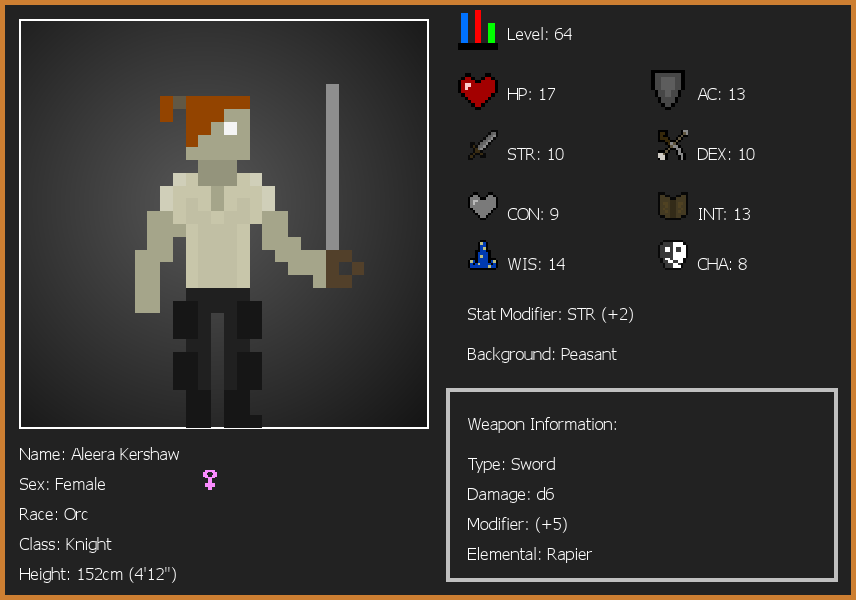 Level: 64
HP: 17
AC: 13
STR: 10
DEX: 10
CON: 9
INT: 13
WIS: 14
CHA: 8
Stat Modifier: STR (+2)
Background: Peasant
Weapon Information:
Type: Sword
Damage: d6
Modifier: (+5)
Elemental: Rapier
Name: Aleera Kershaw
Sex: Female
Race: Orc
Class: Knight
Height: 152cm (4'12")